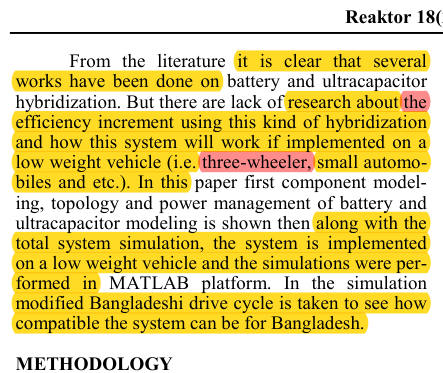 Reaktor 18(
From the literature it is clear that several
works have been done on battery and ultracapacitor
hybridization. But there are lack of research about the
efficiency increment using this kind of hybridization
and how this system will work if implemented on a
low weight vehicle (i.e. three-wheeler, small automo-
biles and etc.). In this paper first component model-
ing, topology and power management of battery and
ultracapacitor modeling is shown then along with the
total system simulation, the system is implemented
on a low weight vehicle and the simulations were per-
formed in MATLAB platform. In the simulation
modified Bangladeshi drive cycle is taken to see how
compatible the system can be for Bangladesh.
METHODOLOGY